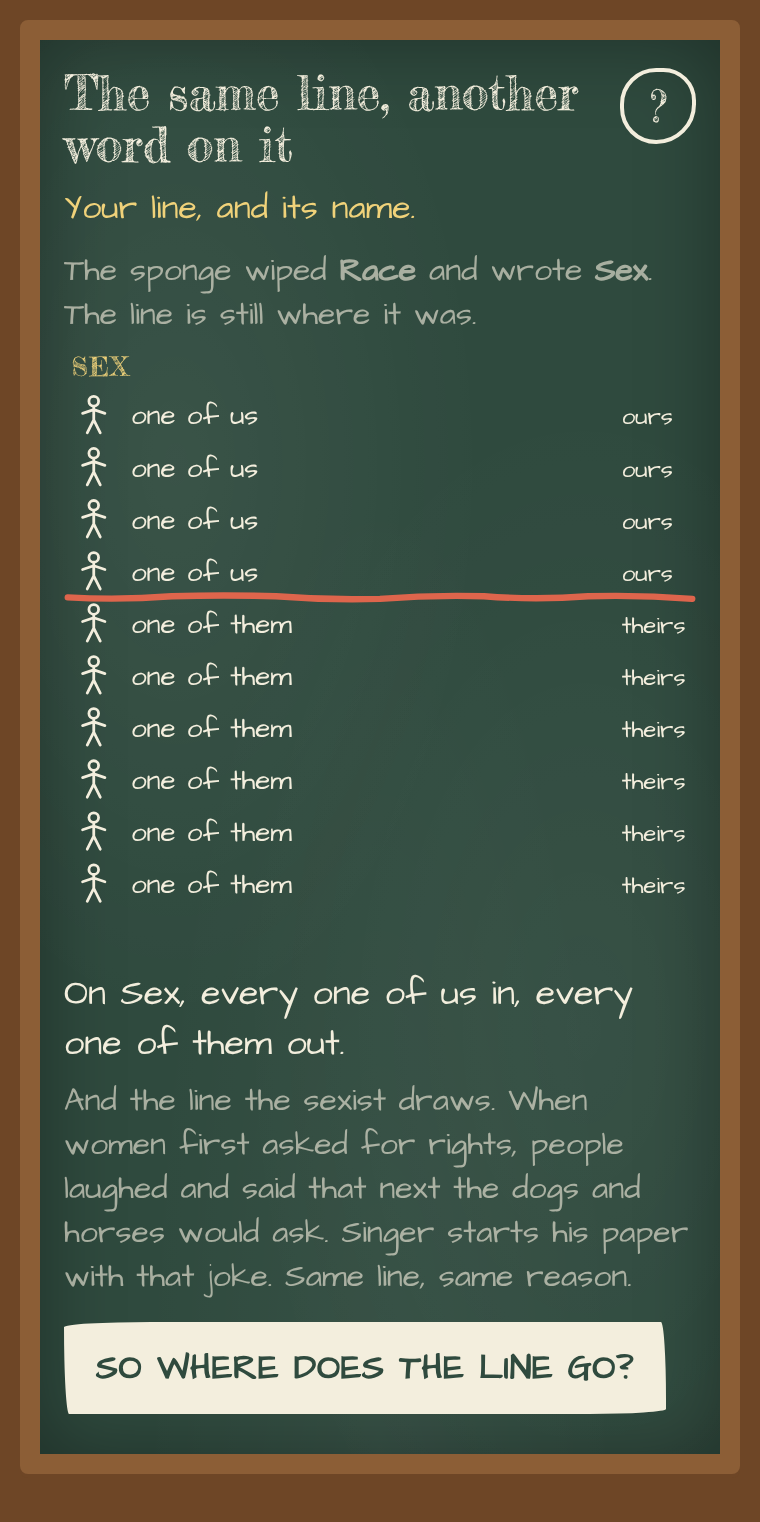 The same line, another
word on it
?
Your line, and its name.
The sponge wiped Race and wrote Sex.
The line is still where it was.
SEX
one of us ours
one of us ours
one of us ours
one of us ours
one of them theirs
one of them theirs
one of them theirs
one of them theirs
one of them theirs
one of them theirs
On Sex, every one of us in, every
one of them out.
And the line the sexist draws. When
women first asked for rights, people
laughed and said that next the dogs and
horses would ask. Singer starts his paper
with that joke. Same line, same reason.
SO WHERE DOES THE LINE GO?